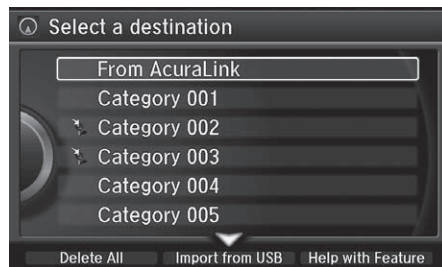 Select a destination
From AcuraLink
Category 001
Category 002
Category 003
Category 004
Category 005
Delete All Import from USB Help with Feature